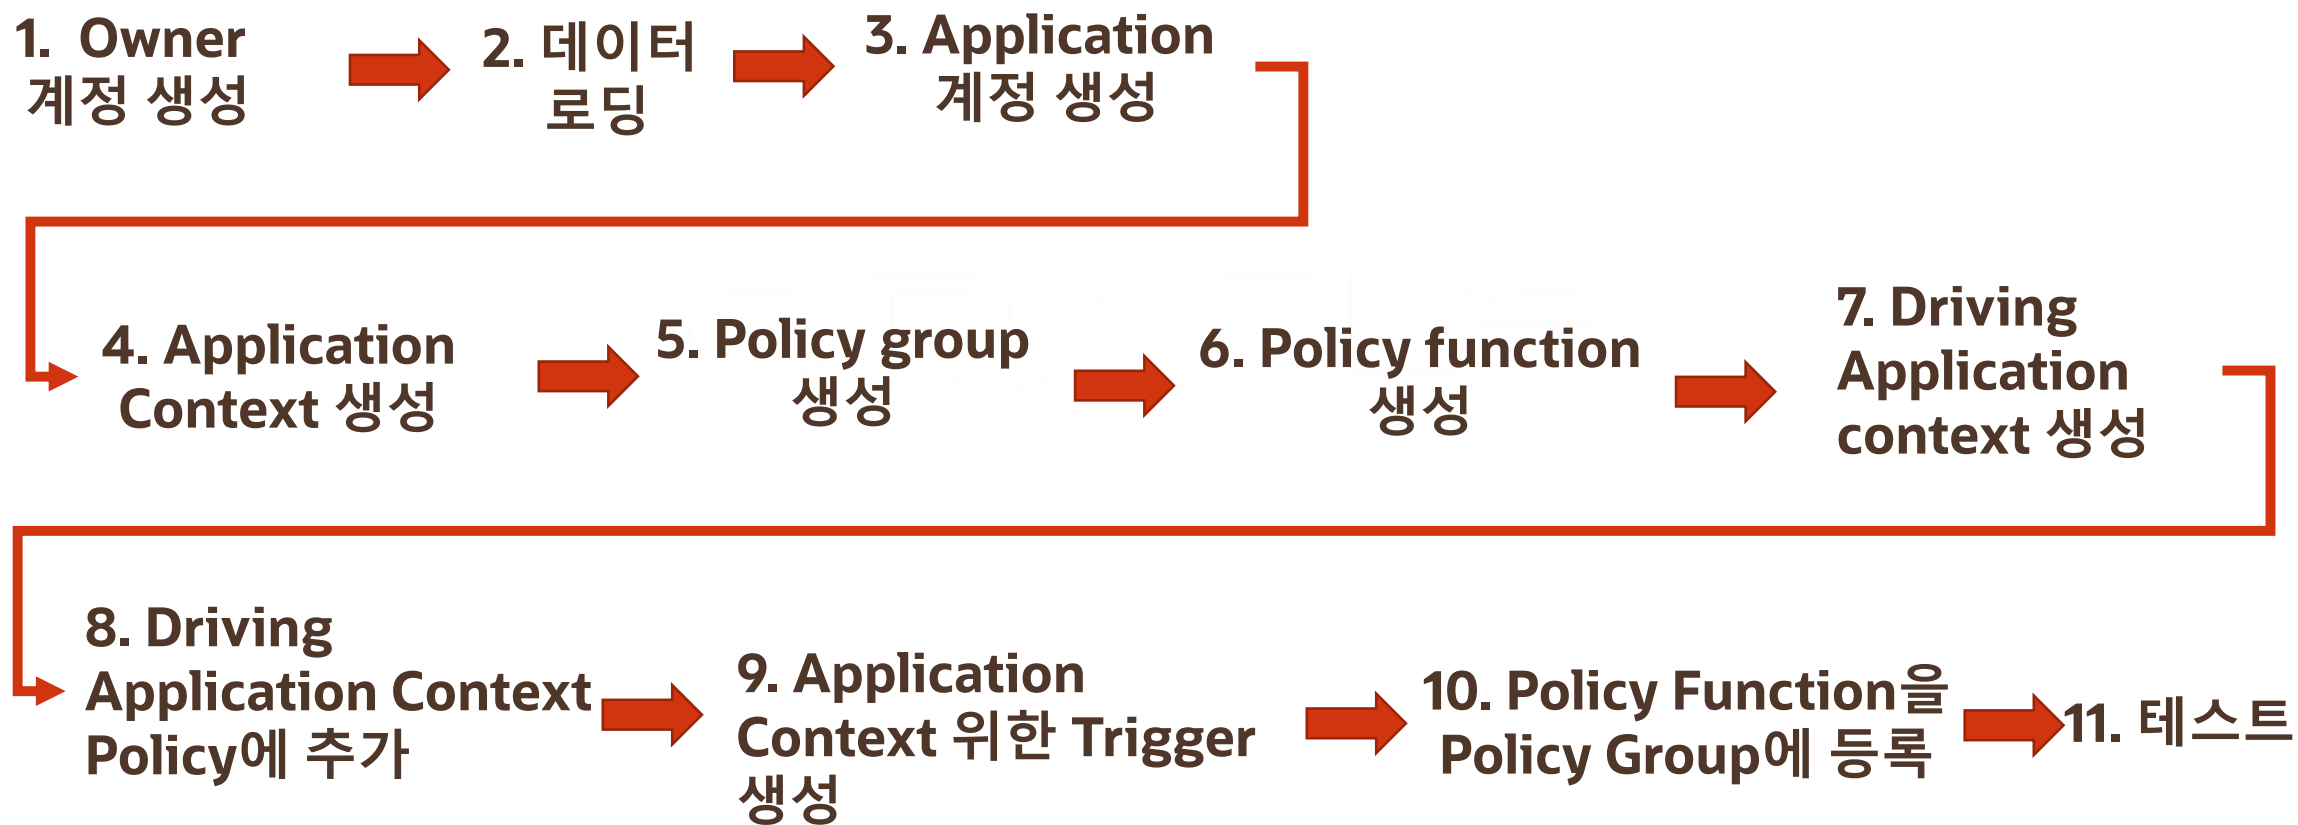 1. Owner
계정 생성
2. 데이터
로딩
3. Application
계정 생성
4. Application
Context 생성
5. Policy group
생성
6. Policy function
생성
7. Driving
Application
context 생성
8. Driving
Application Context
Policy에 추가
9. Application
Context 위한 Trigger
생성
10. Policy Function을
Policy Group에 등록
11. 테스트